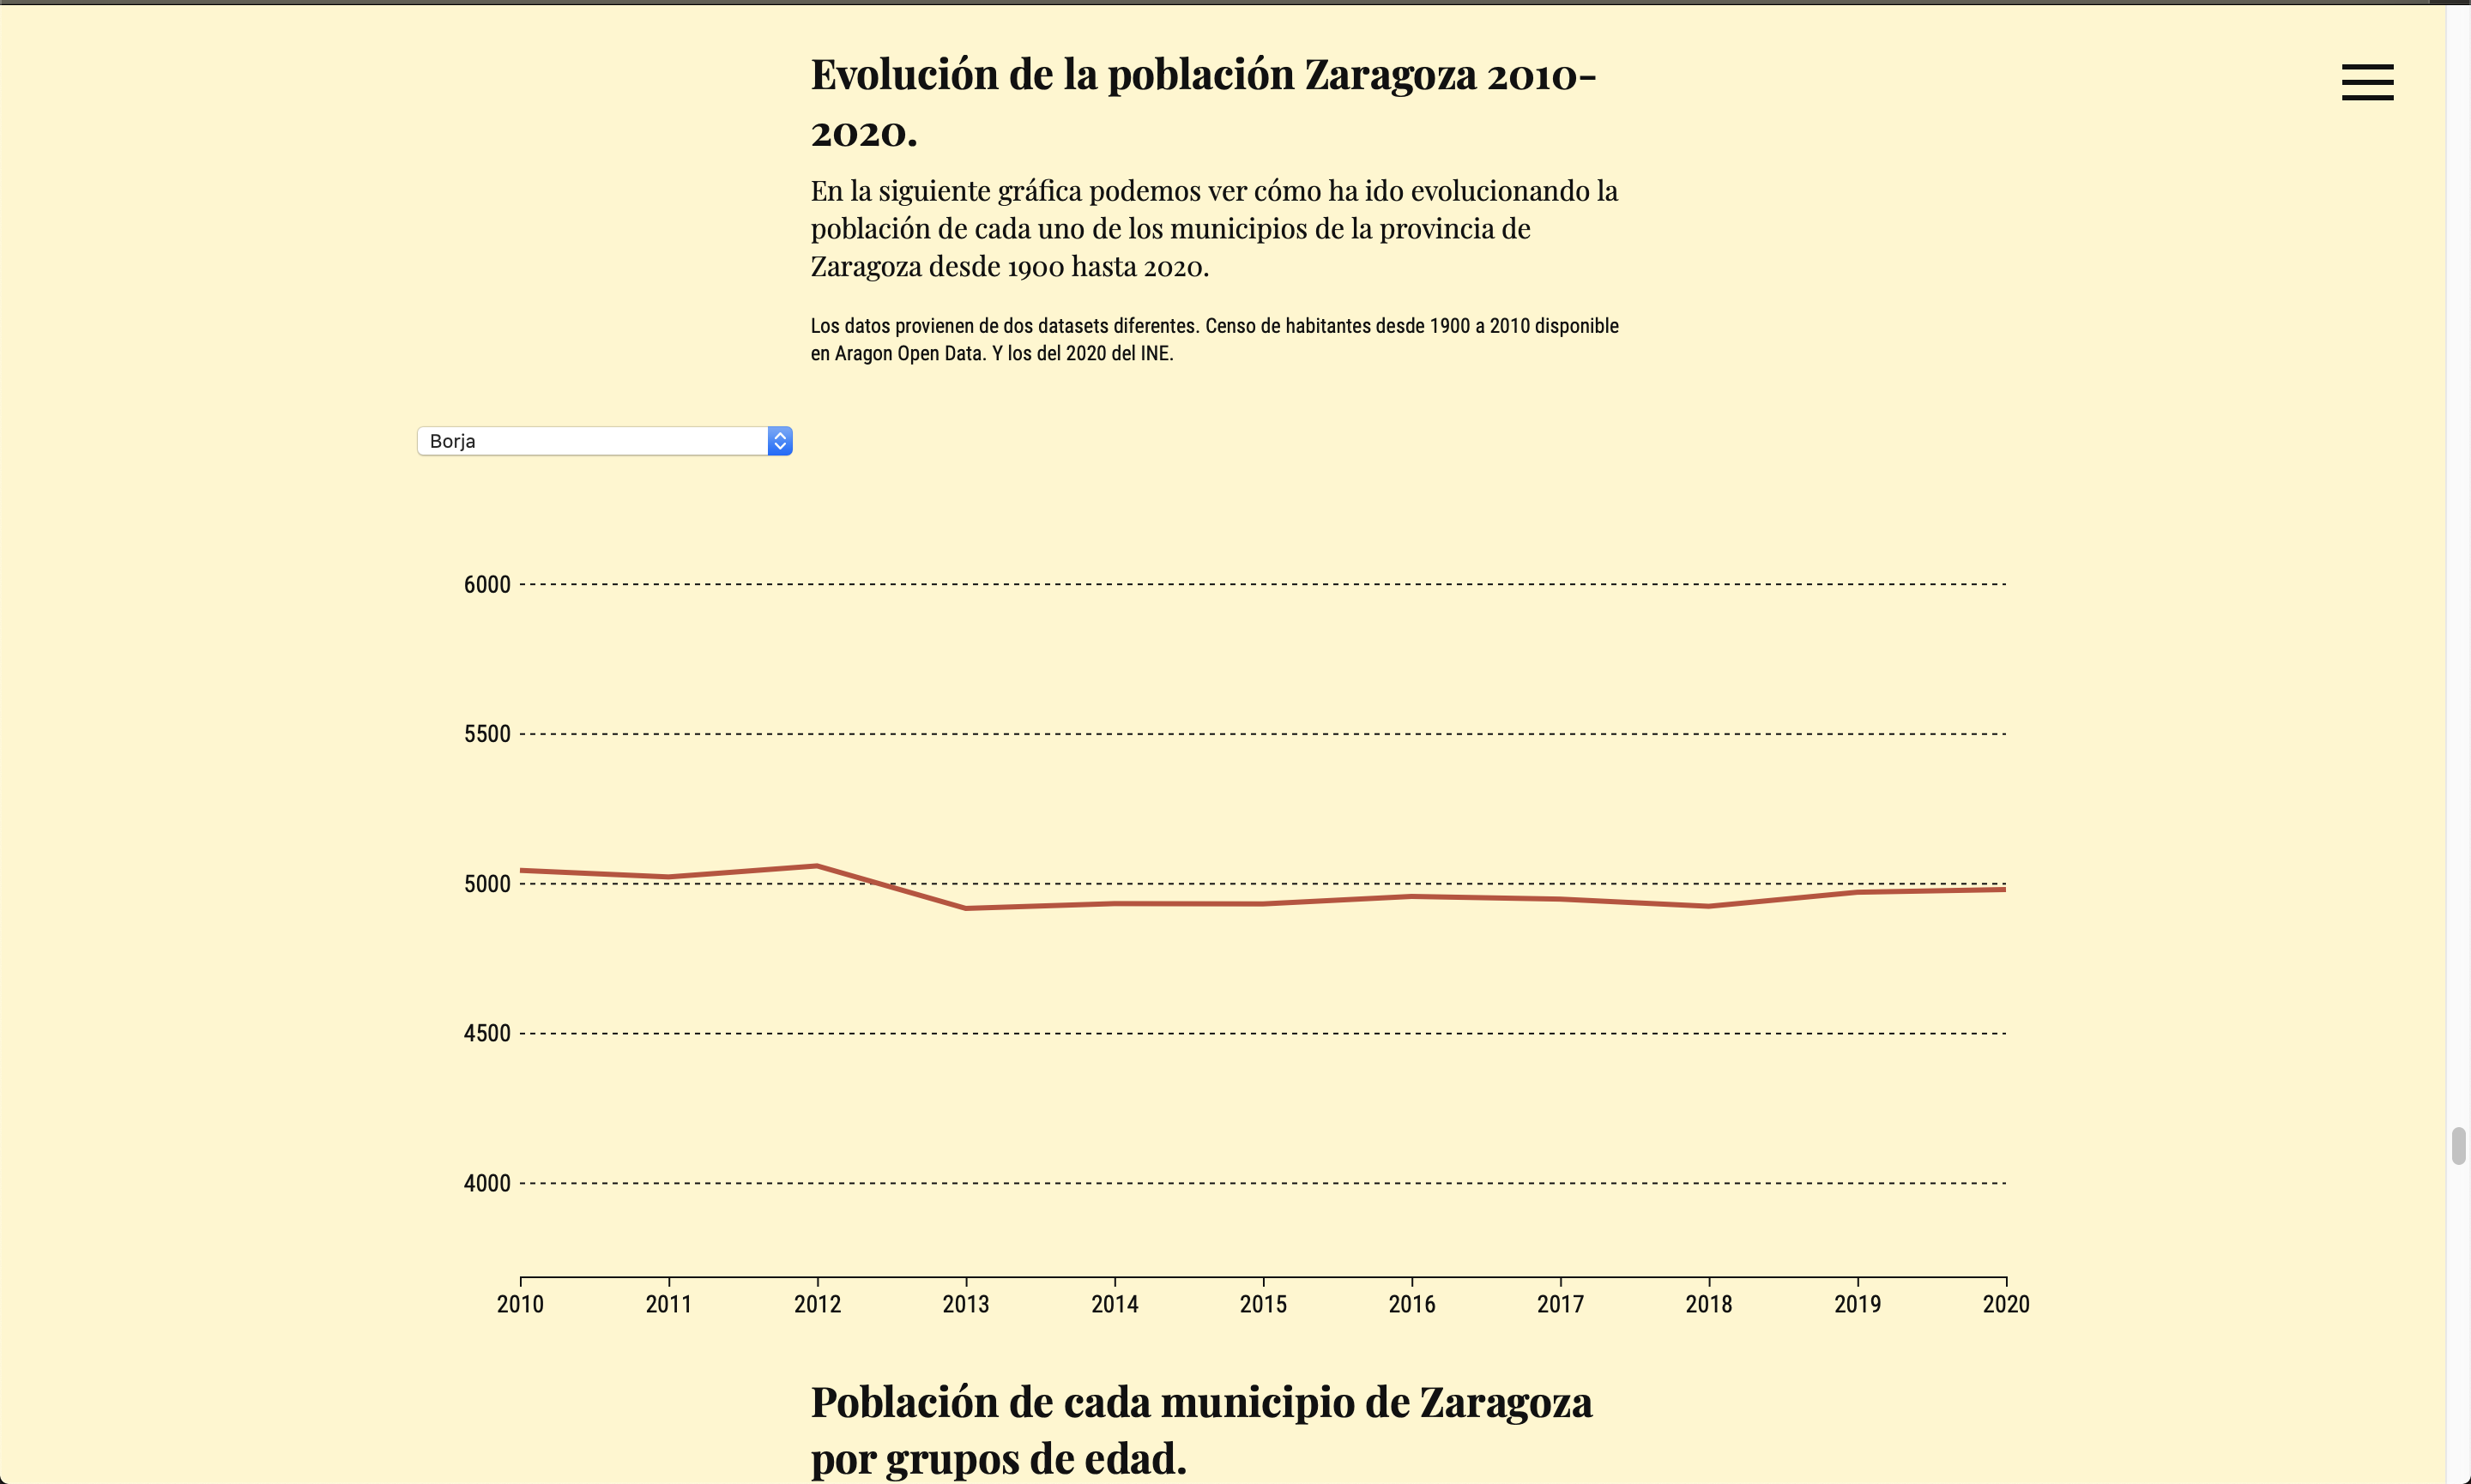 Evolución de la población Zaragoza 2010-
2020.
En la siguiente gráfica podemos ver cómo ha ido evolucionando la
población de cada uno de los municipios de la provincia de
Zaragoza desde 1900 hasta 2020.
Los datos provienen de dos datasets diferentes. Censo de habitantes desde 1900 a 2010 disponible
en Aragon Open Data. Y los del 2020 del INE.
Borja
6000
5500
5000
4500
4000
2010 2011 2012 2013 2014 2015 2016 2017 2018 2019 2020
Población de cada municipio de Zaragoza
por grupos de edad.